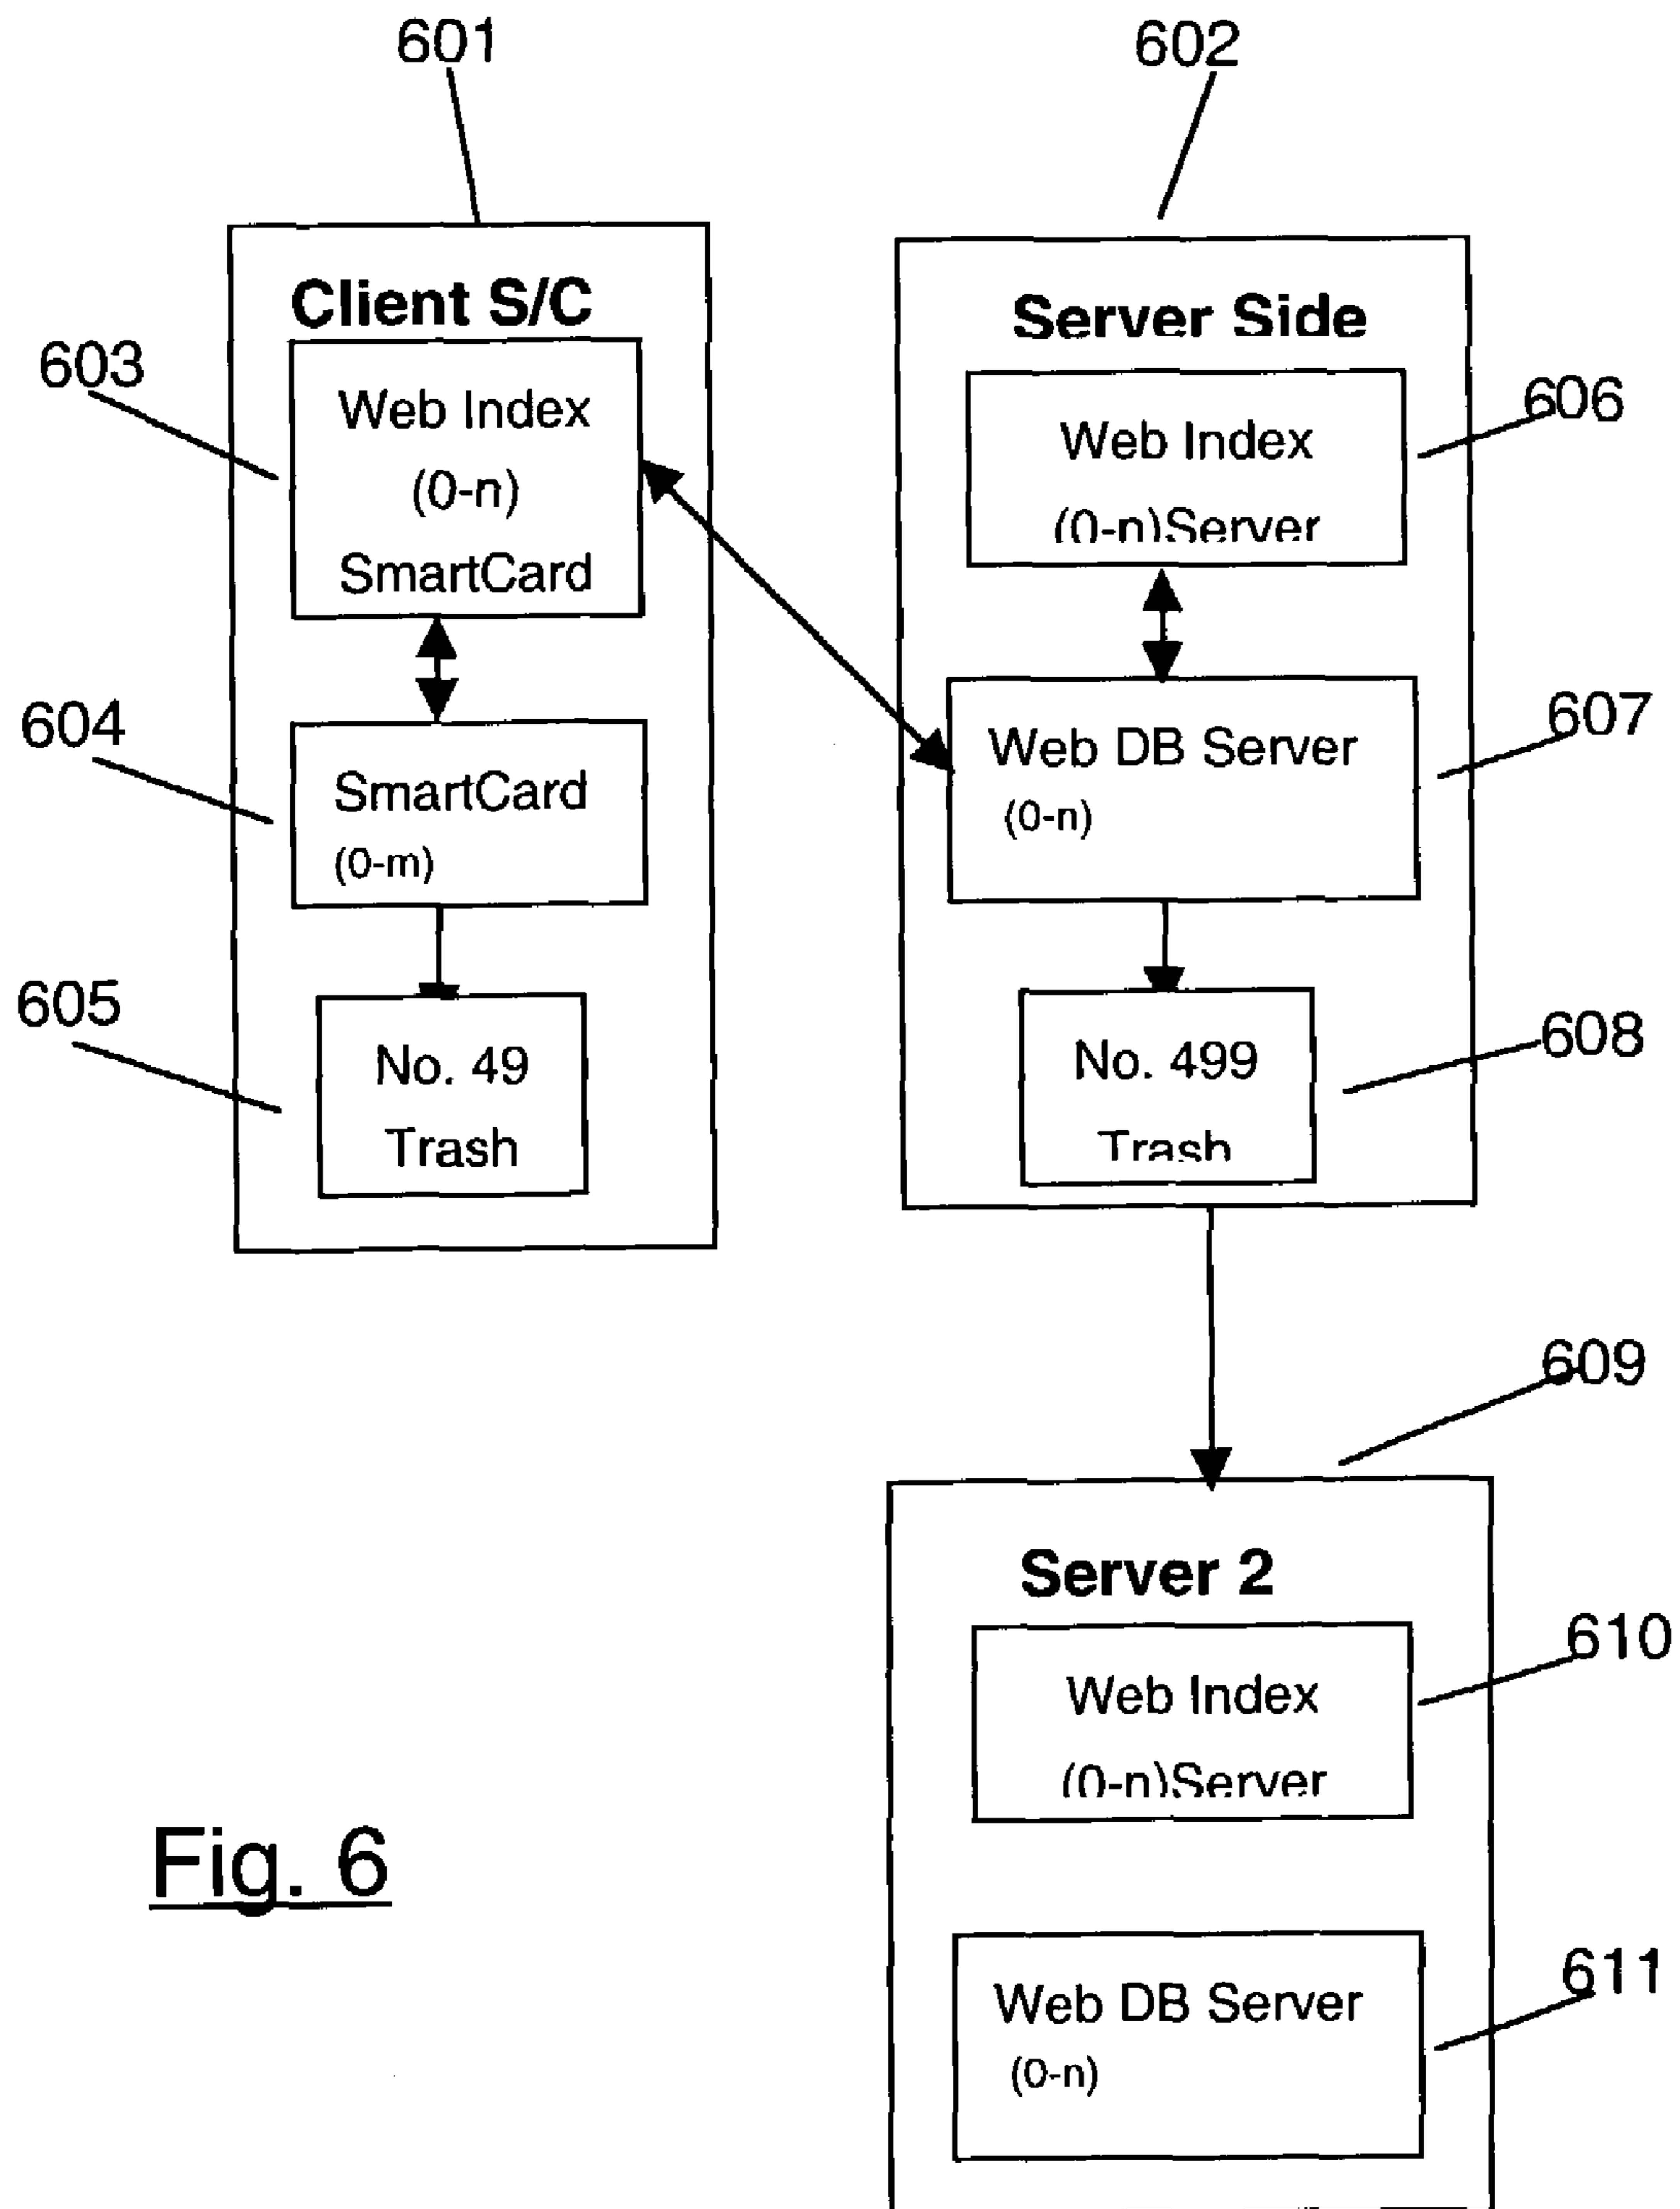 601
602
Client S/C
603
Web Index
(0-n)
SmartCard
604
SmartCard
(0-m)
605
No. 49
Trash
Server Side
606
Web Index
(0-n)Server
607
Web DB Server
(0-n)
608
No. 499
Trash
609
Server 2
610
Web Index
(0-n)Server
611
Web DB Server
(0-n)
Fig. 6